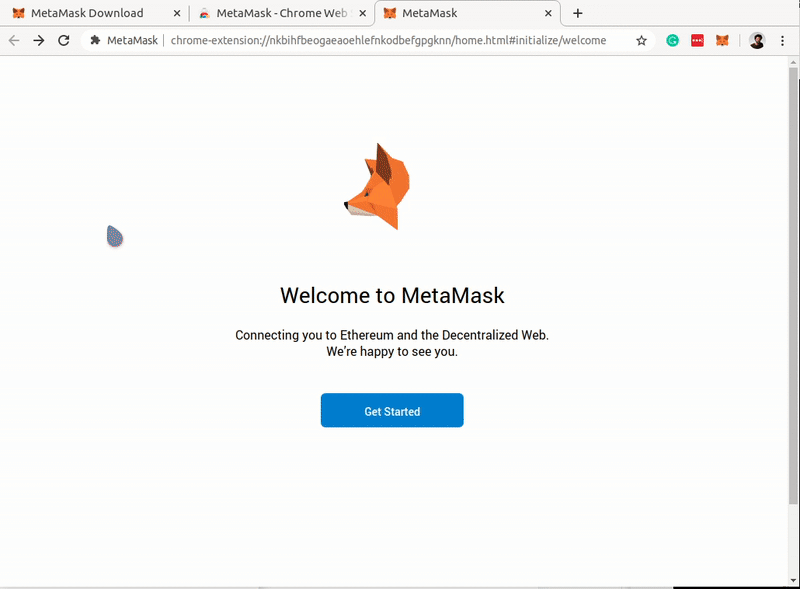 MetaMask Download
MetaMask - Chrome Web
MetaMask
MetaMask
chrome-extension://nkbihfbeogaeaoehlefnkodbefgpgknn/home.html#initialize/welcome
Welcome to MetaMask
Connecting you to Ethereum and the Decentralized Web.
We're happy to see you.
Get Started